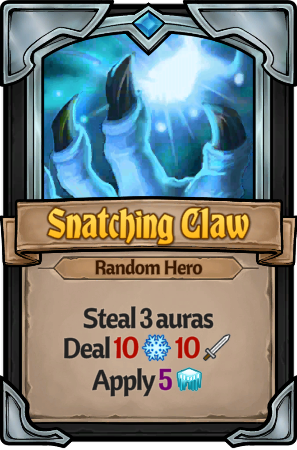 Snatching Claw
Random Hero
Steal 3 auras
Deal 10 10
Apply 5